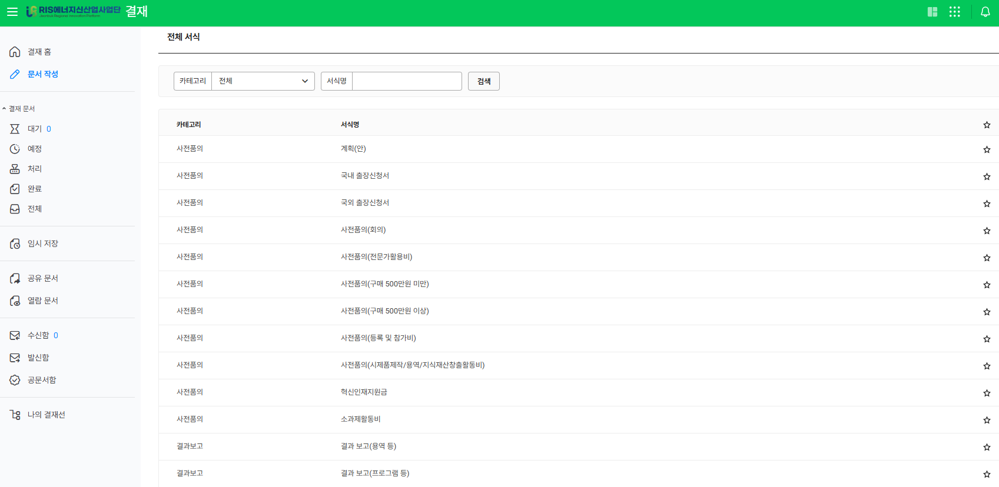 RIS에너지신산업사업단 결재
Jeonbuk Regional Innovation Platform
전체 서식
결재 홈
문서 작성
결재 문서
대기 0
예정
처리
완료
전체
임시 저장
공유 문서
열람 문서
수신함 0
발신함
공문서함
나의 결재선
카테고리 전체 서식명 검색
카테고리 서식명
사전품의 계획(안)
사전품의 국내 출장신청서
사전품의 국외 출장신청서
사전품의 사전품의(회의)
사전품의 사전품의(전문가활용비)
사전품의 사전품의(구매 500만원 미만)
사전품의 사전품의(구매 500만원 이상)
사전품의 사전품의(등록 및 참가비)
사전품의 사전품의(시제품제작/용역/지식재산창출활동비)
사전품의 혁신인재지원금
사전품의 소과제활동비
결과보고 결과 보고(용역 등)
결과보고 결과 보고(프로그램 등)